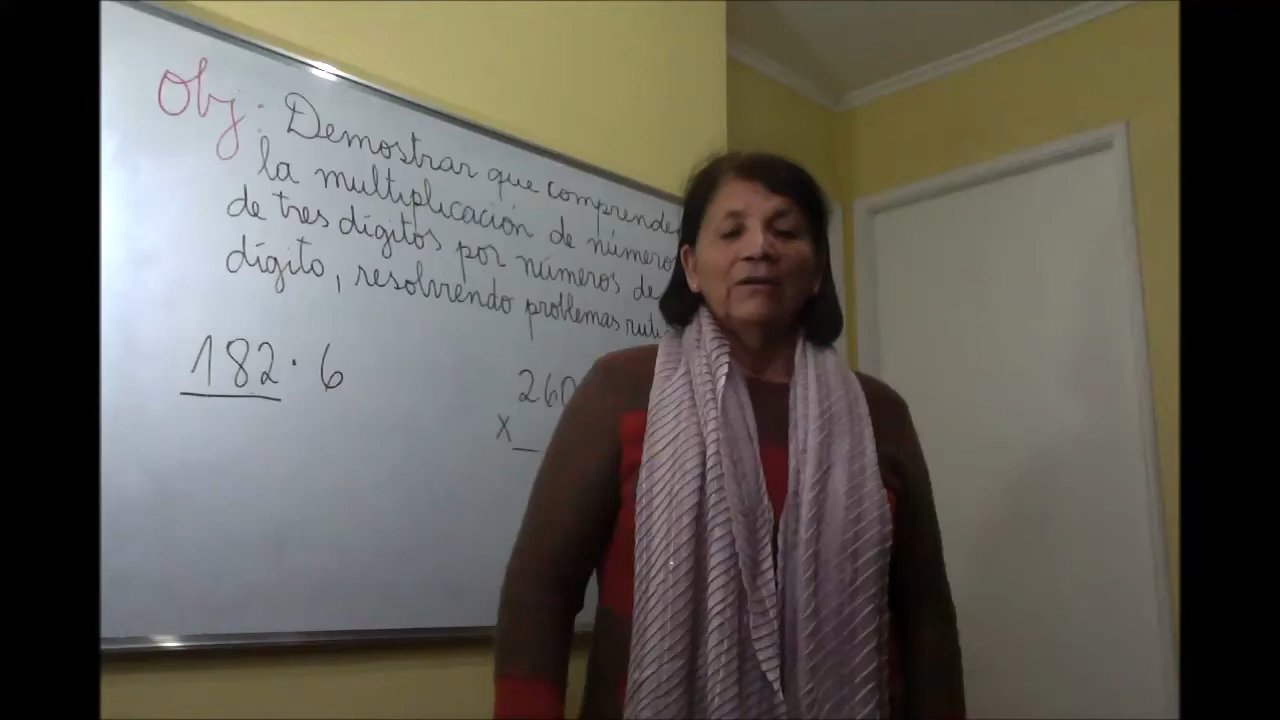 Obj: Demostrar que comprenden
la multiplicación de números
de tres dígitos por números de
dígito, resolviendo problemas
182 · 6
260
x